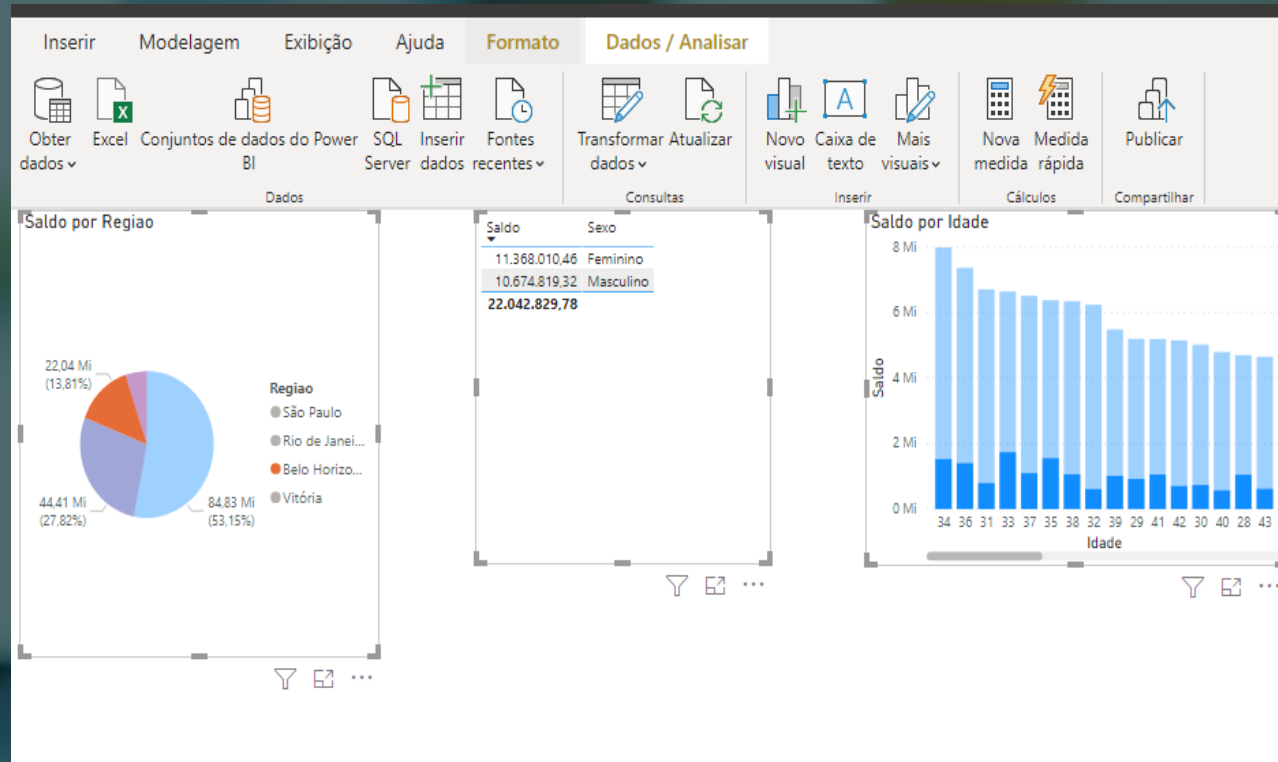 Inserir Modelagem Exibição Ajuda Formato Dados / Analisar
Obter dados
Excel
Conjuntos de dados do Power BI
SQL Server
Inserir dados
Fontes recentes
Transformar dados
Atualizar
Novo visual
A
Caixa de texto
Mais visuais
Nova medida
Medida rápida
Publicar
Dados Consultas Inserir Cálculos Compartilhar
Saldo por Regiao
22,04 Mi
(13,81%)
44,41 Mi
(27,82%)
84,83 Mi
(53,15%)
Regiao
São Paulo
Rio de Janei...
Belo Horizo...
Vitória
Saldo Sexo
11.368.010,46 Feminino
10.674.819,32 Masculino
22.042.829,78
Saldo por Idade
8 Mi
6 Mi
4 Mi
2 Mi
0 Mi
Saldo
34 36 31 33 37 35 38 32 39 29 41 42 30 40 28 43
Idade